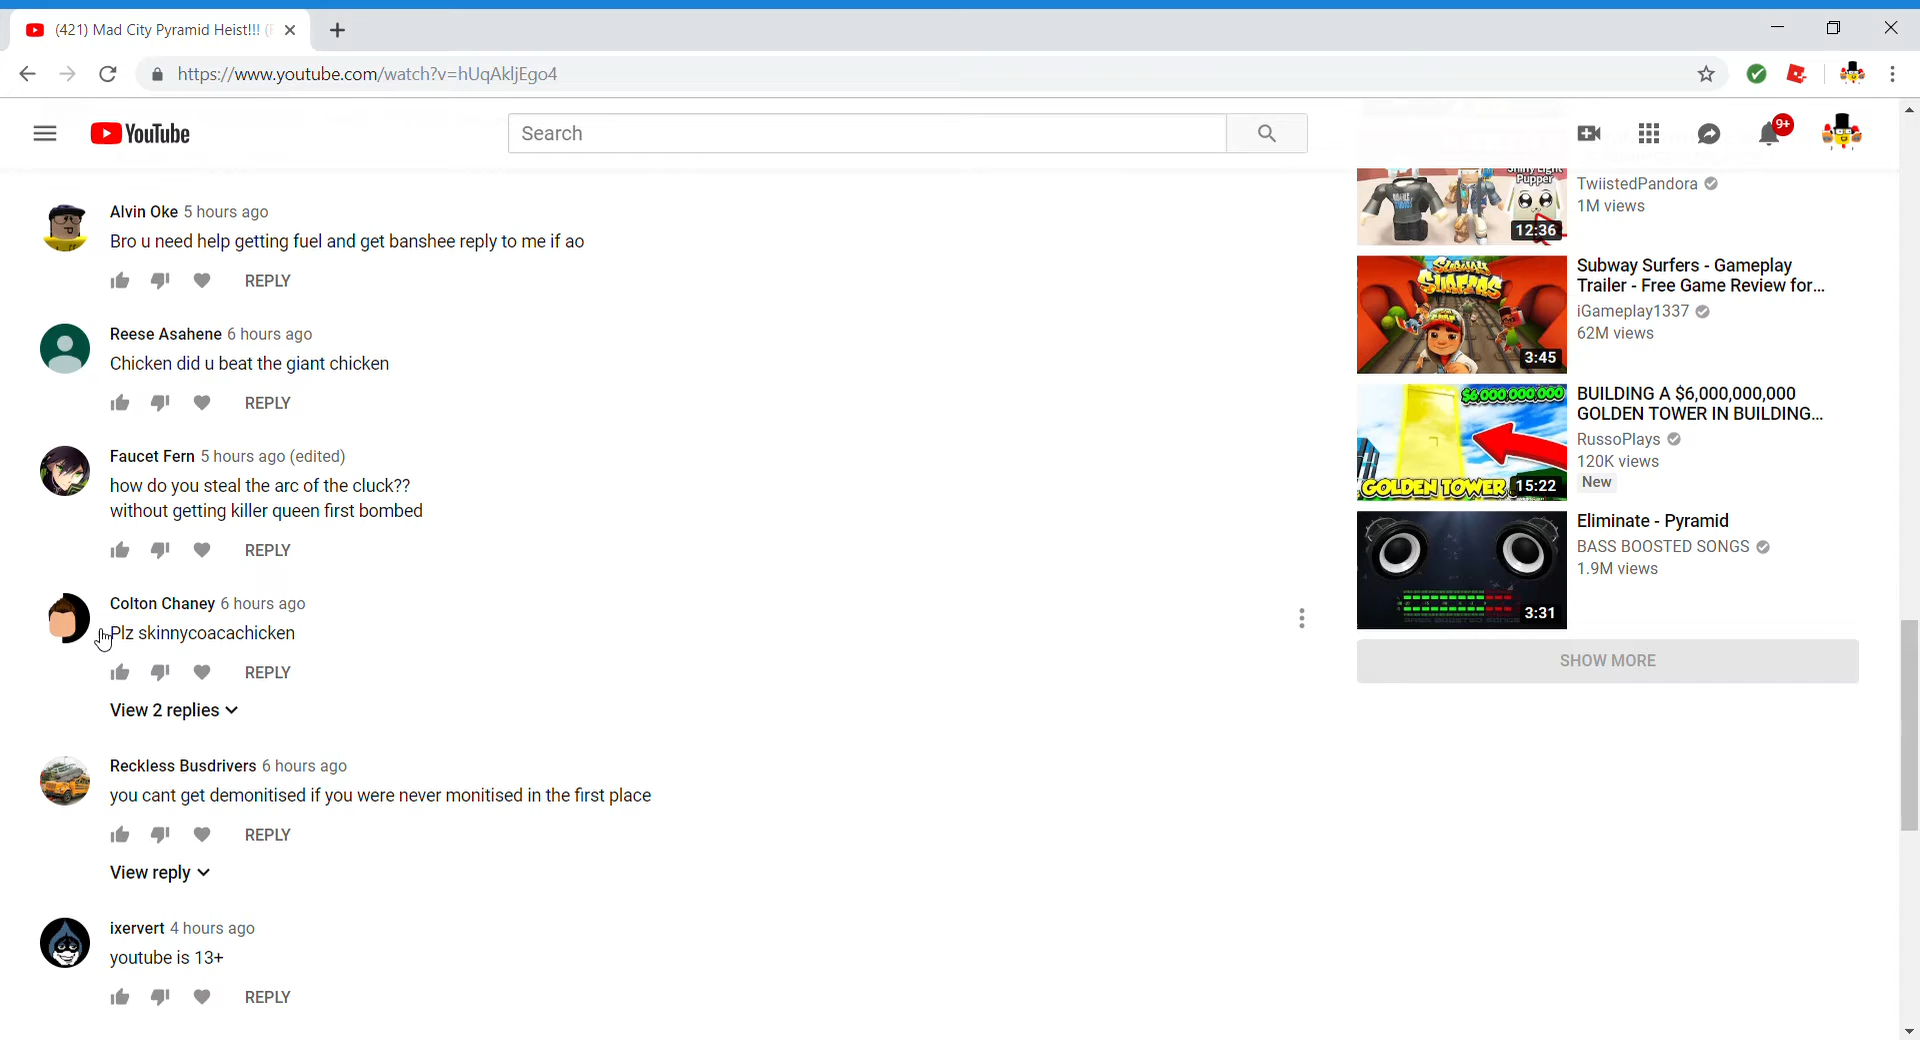 (421) Mad City Pyramid Heist!!! (
https://www.youtube.com/watch?v=hUqAkljEgo4
YouTube
Search
9+
Alvin Oke 5 hours ago
Bro u need help getting fuel and get banshee reply to me if ao
REPLY
Reese Asahene 6 hours ago
Chicken did u beat the giant chicken
REPLY
Faucet Fern 5 hours ago (edited)
how do you steal the arc of the cluck??
without getting killer queen first bombed
REPLY
Colton Chaney 6 hours ago
Plz skinnycoacachicken
REPLY
View 2 replies
Reckless Busdrivers 6 hours ago
you cant get demonitised if you were never monitised in the first place
REPLY
View reply
ixervert 4 hours ago
youtube is 13+
REPLY
Shiny Light
Pupper
12:36
TwiistedPandora
1M views
SUBWAY
SURFERS
3:45
Subway Surfers - Gameplay
Trailer - Free Game Review for...
iGameplay1337
62M views
$6,000,000,000
GOLDEN TOWER
15:22
BUILDING A $6,000,000,000
GOLDEN TOWER IN BUILDING...
RussoPlays
120K views
New
3:31
Eliminate - Pyramid
BASS BOOSTED SONGS
1.9M views
SHOW MORE